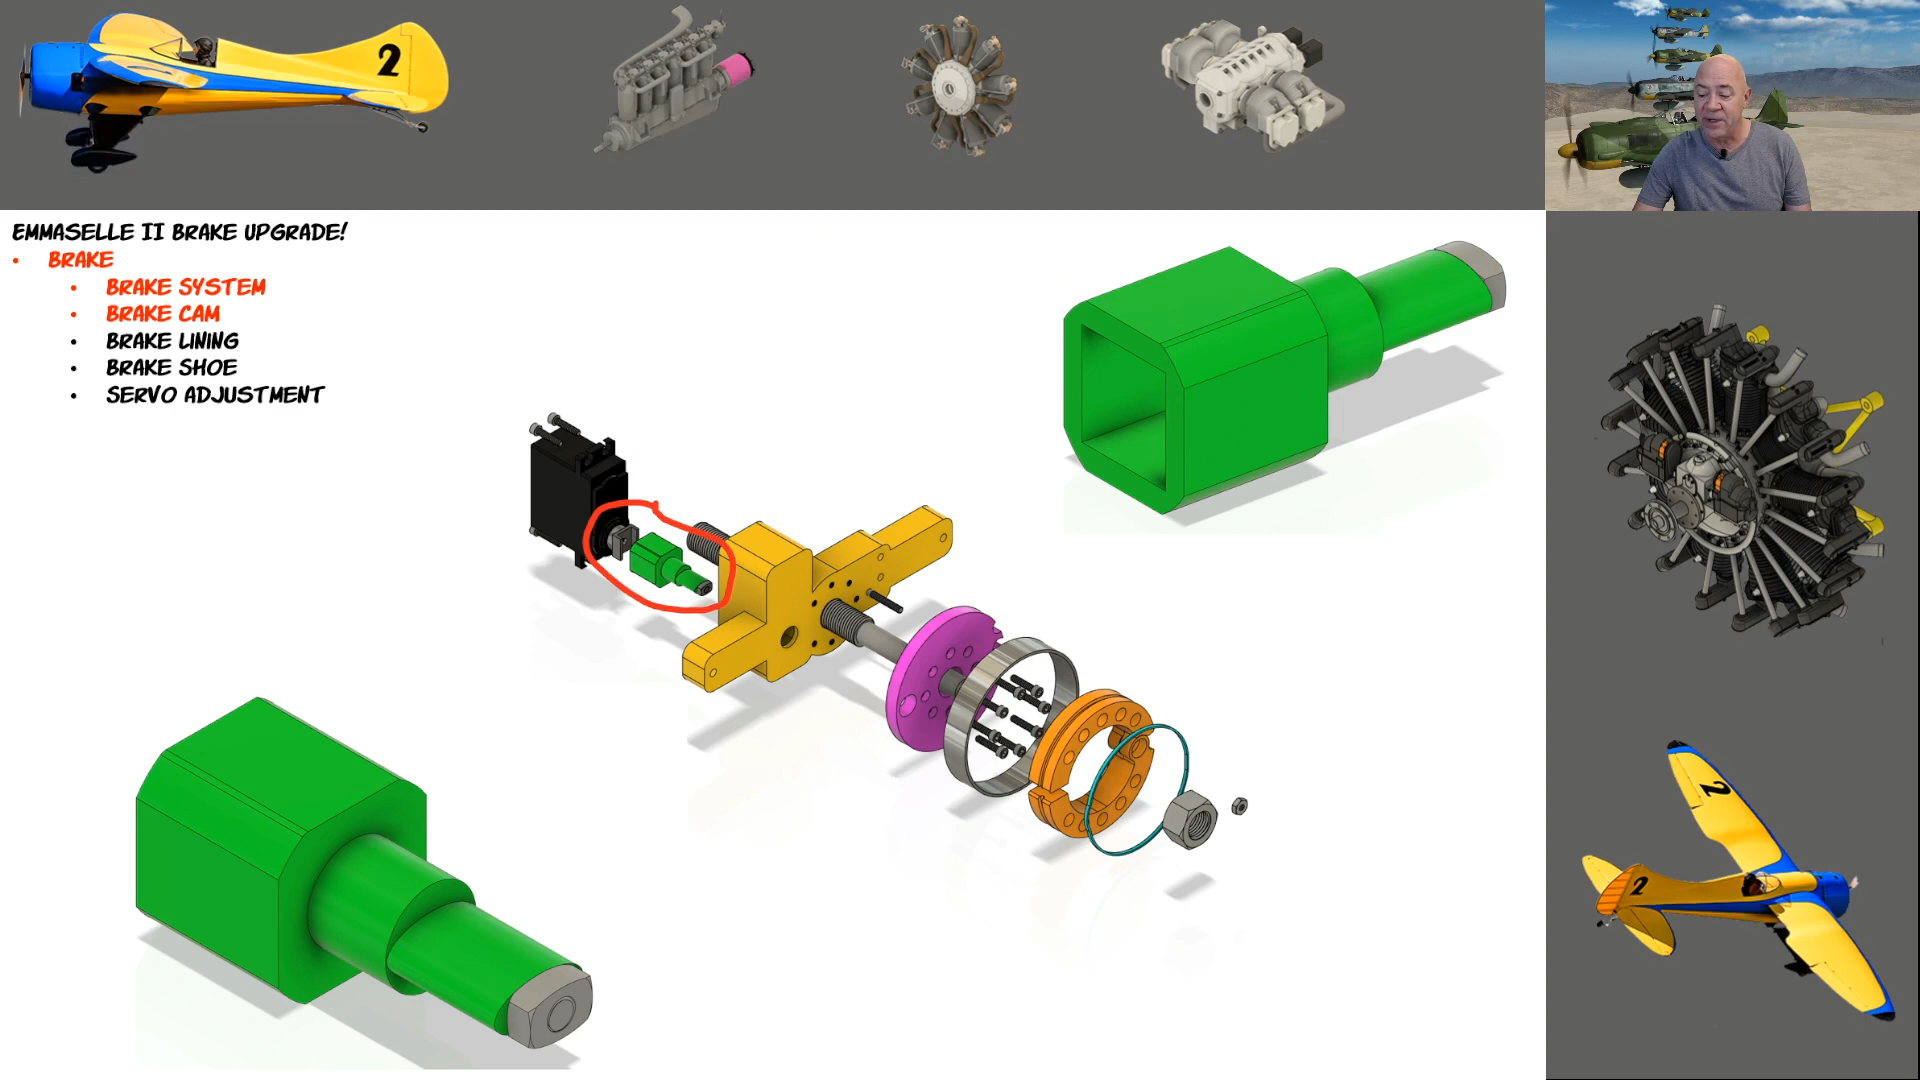 2
EMMASELLE II BRAKE UPGRADE!
• BRAKE
• BRAKE SYSTEM
• BRAKE CAM
• BRAKE LINING
• BRAKE SHOE
• SERVO ADJUSTMENT
2
2